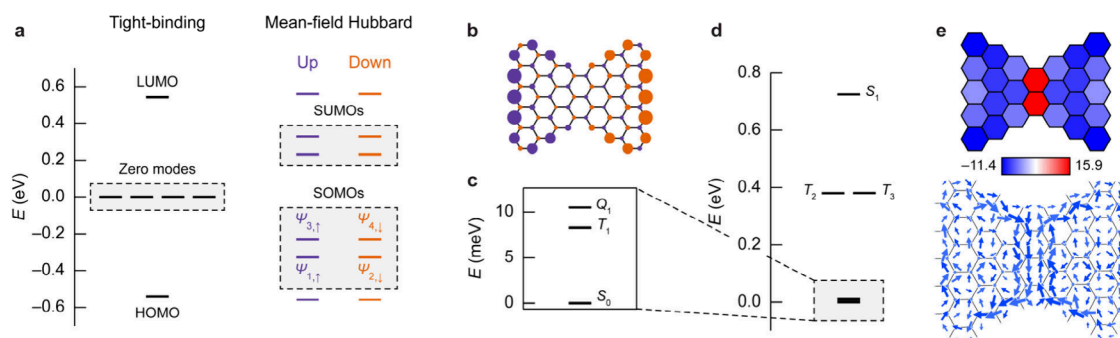 a
Tight-binding
Mean-field Hubbard
E (eV)
0.6
0.4
0.2
0.0
−0.2
−0.4
−0.6
LUMO
Zero modes
HOMO
Up
Down
SUMOs
SOMOs
Ψ3,↑
Ψ4,↓
Ψ1,↑
Ψ2,↓
b
c
E (meV)
10
5
0
Q1
T1
S0
d
E (eV)
0.8
0.6
0.4
0.2
0.0
S1
T2
T3
e
−11.4
15.9